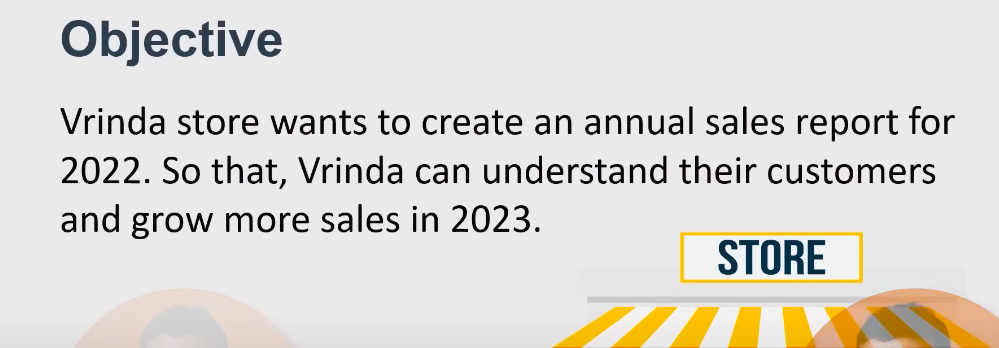 Objective
Vrinda store wants to create an annual sales report for
2022. So that, Vrinda can understand their customers
and grow more sales in 2023.
STORE